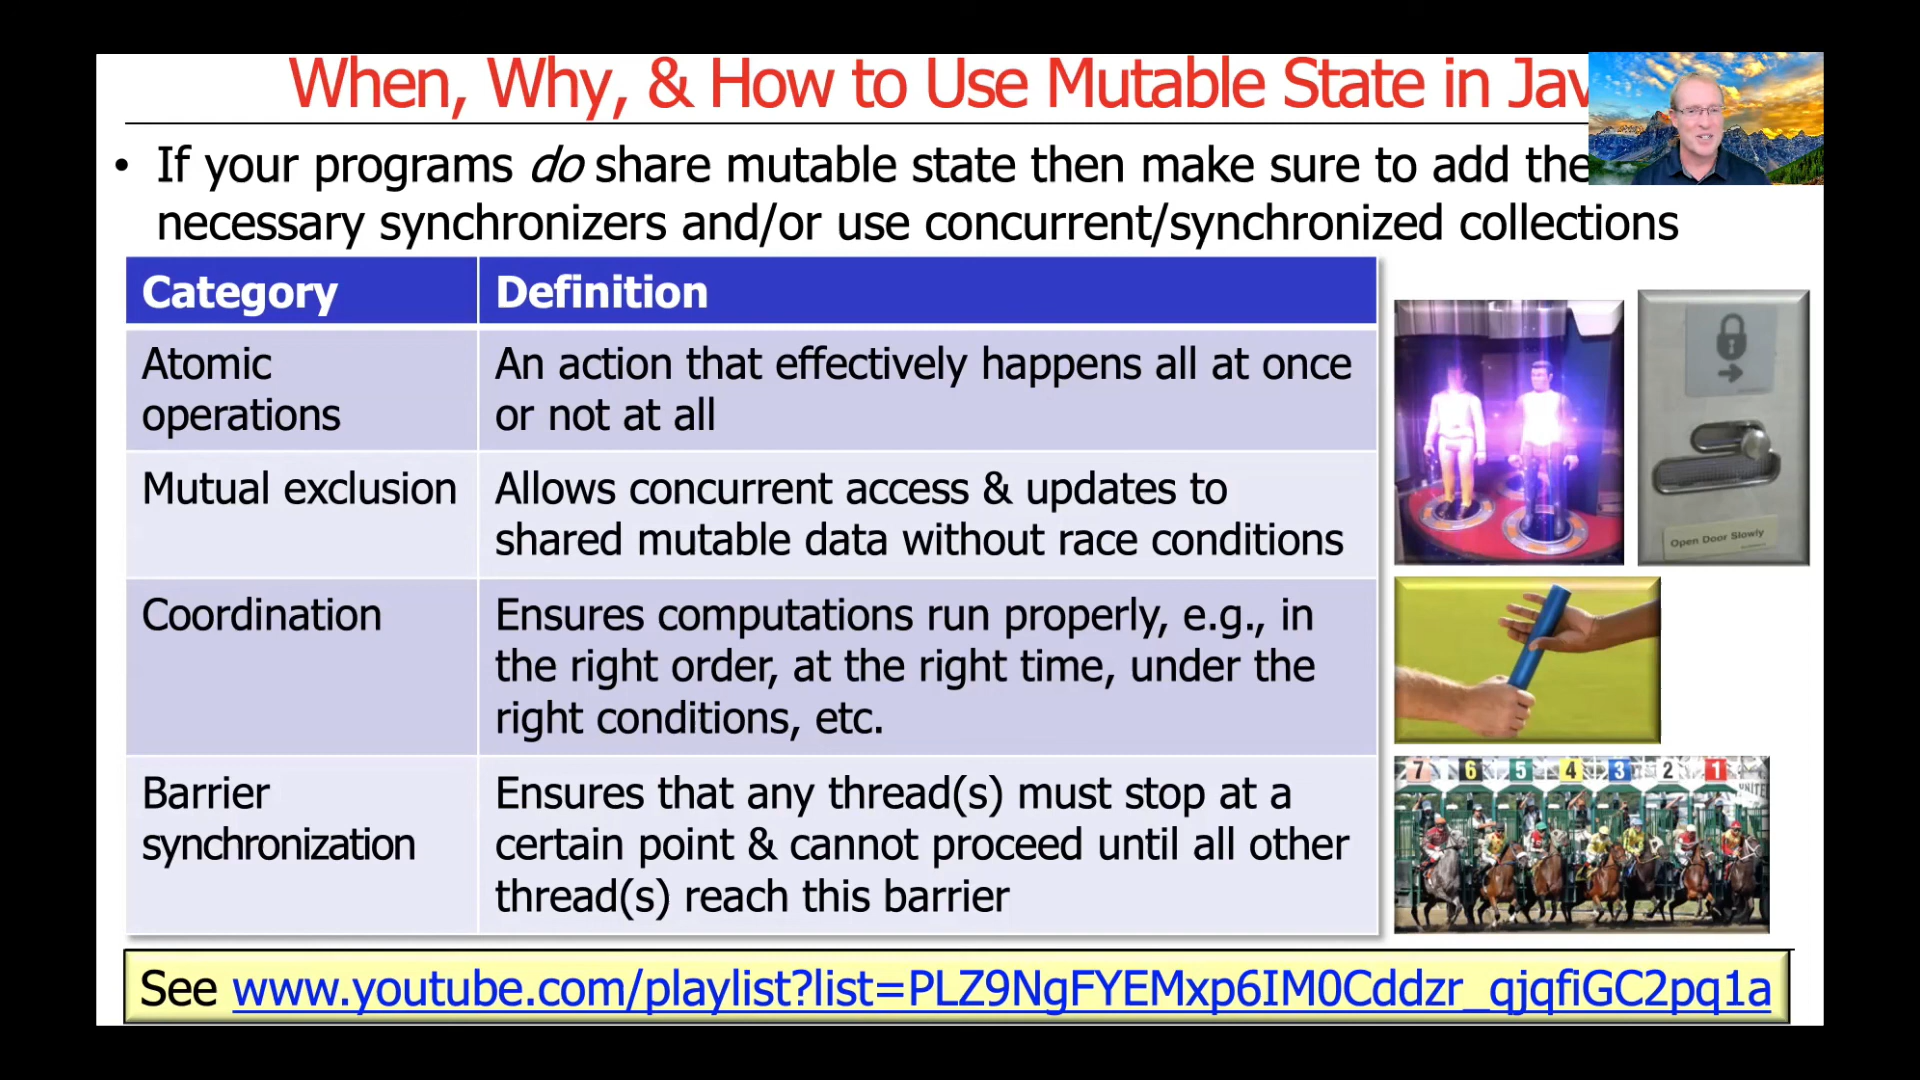 When, Why, & How to Use Mutable State in Jav
• If your programs do share mutable state then make sure to add the
necessary synchronizers and/or use concurrent/synchronized collections
Category Definition
Atomic operations
An action that effectively happens all at once
or not at all
Mutual exclusion
Allows concurrent access & updates to
shared mutable data without race conditions
Coordination
Ensures computations run properly, e.g., in
the right order, at the right time, under the
right conditions, etc.
Barrier
synchronization
Ensures that any thread(s) must stop at a
certain point & cannot proceed until all other
thread(s) reach this barrier
Open Door Slowly
7 6 5 4 3 2 1
See www.youtube.com/playlist?list=PLZ9NgFYEMxp6IM0Cddzr_qjqfiGC2pq1a